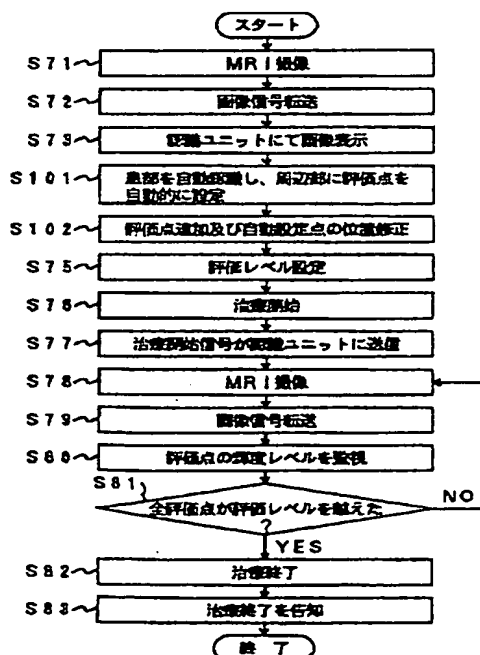 スタート
S71
MRI撮像
S72
画像信号転送
S73
認識ユニットにて画像表示
S101
患部を自動認識し、周辺部に評価点を
自動的に設定
S102
評価点追加及び自動設定点の位置修正
S75
評価レベル設定
S76
治療開始
S77
治療開始信号が認識ユニットに送信
S78
MRI撮像
S79
画像信号転送
S80
評価点の輝度レベルを監視
S81
全評価点が評価レベルを越えた
?
NO
YES
S82
治療終了
S83
治療終了を告知
終了